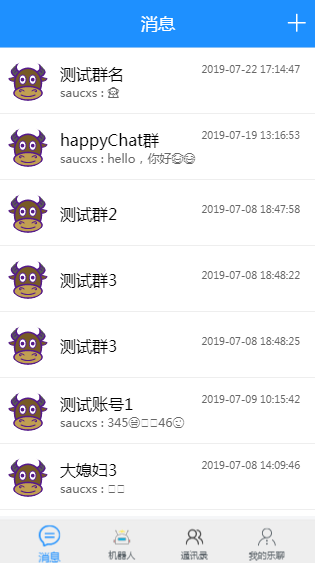 消息
测试群名 2019-07-22 17:14:47
saucxs : 
happyChat群 2019-07-19 13:16:53
saucxs : hello，你好😄😄
测试群2 2019-07-08 18:47:58
测试群3 2019-07-08 18:48:22
测试群3 2019-07-08 18:48:25
测试账号1 2019-07-09 10:15:42
saucxs : 345😄□□46🙂
大媳妇3 2019-07-08 14:09:46
saucxs : □□
消息 机器人 通讯录 我的乐聊